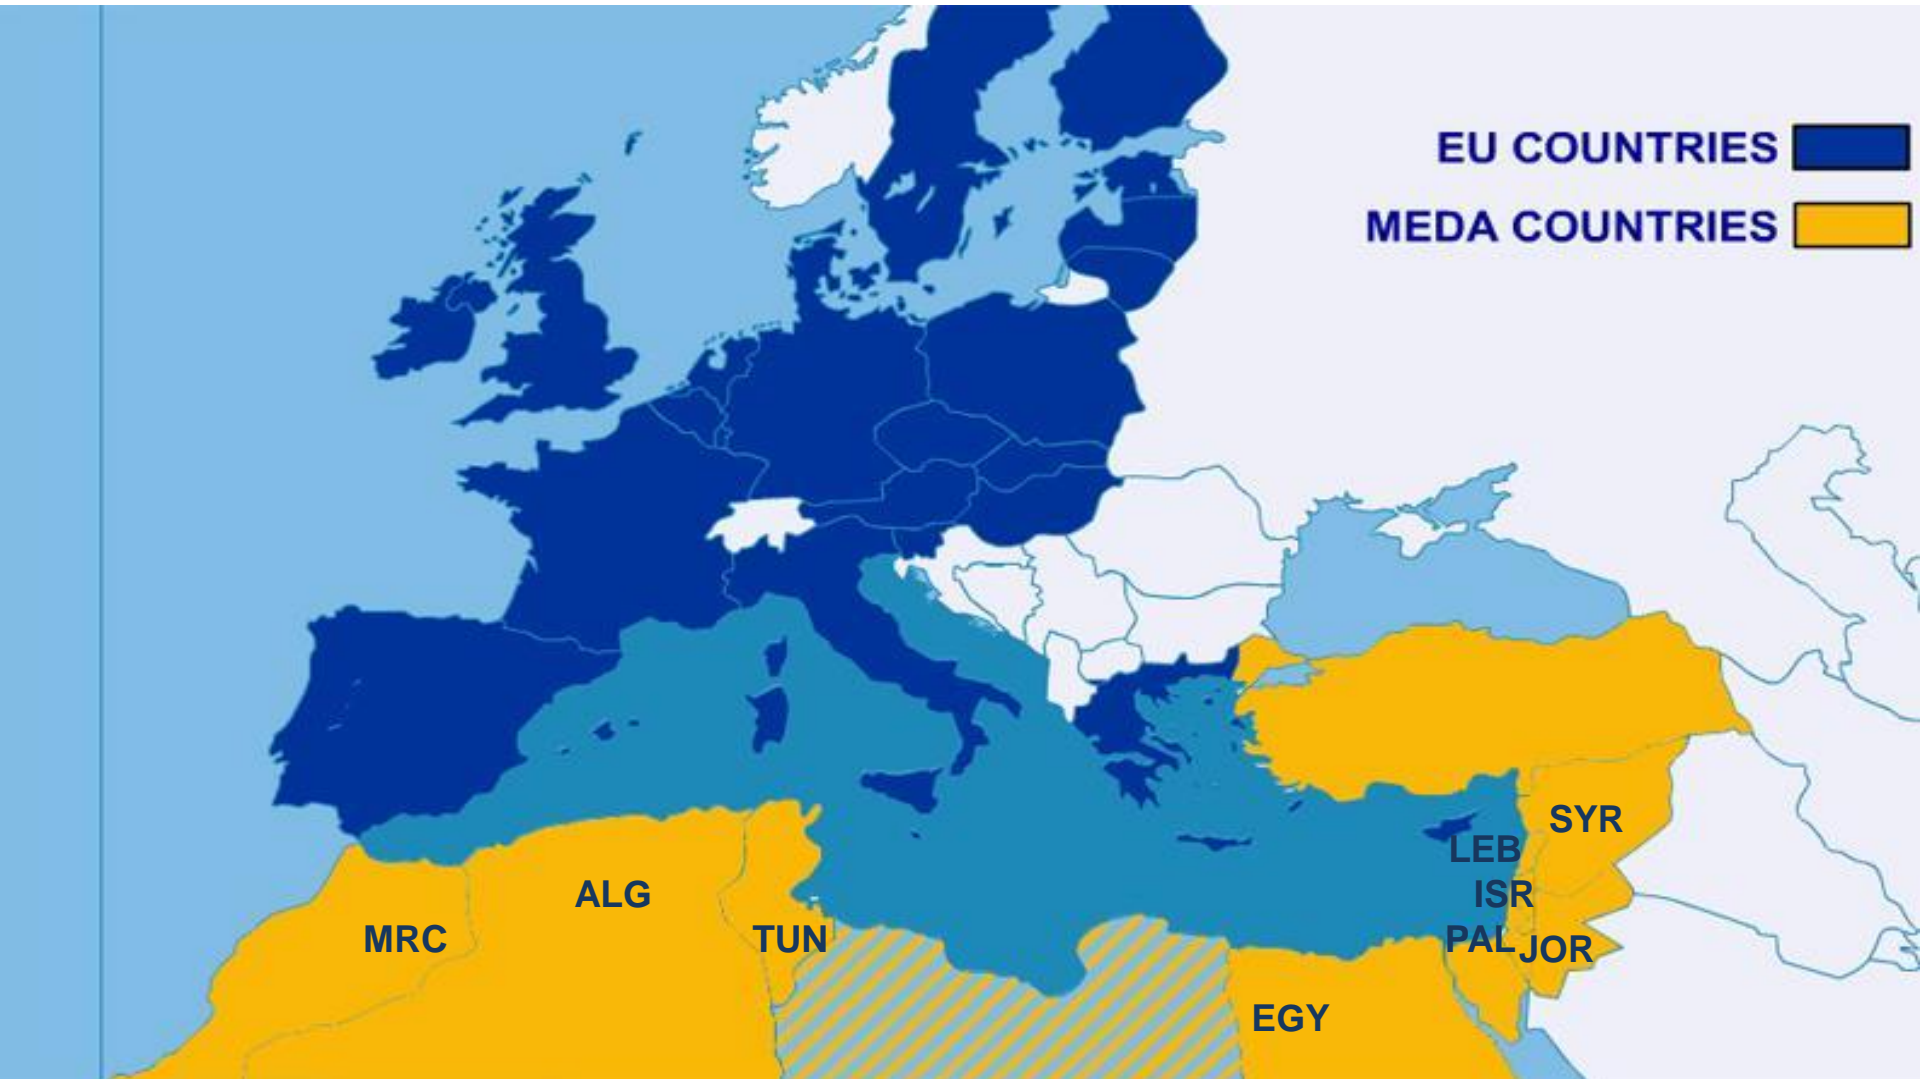 EU COUNTRIES
MEDA COUNTRIES
SYR
LEB
ISR
ALG
MRC
TUN
PAL
JOR
EGY